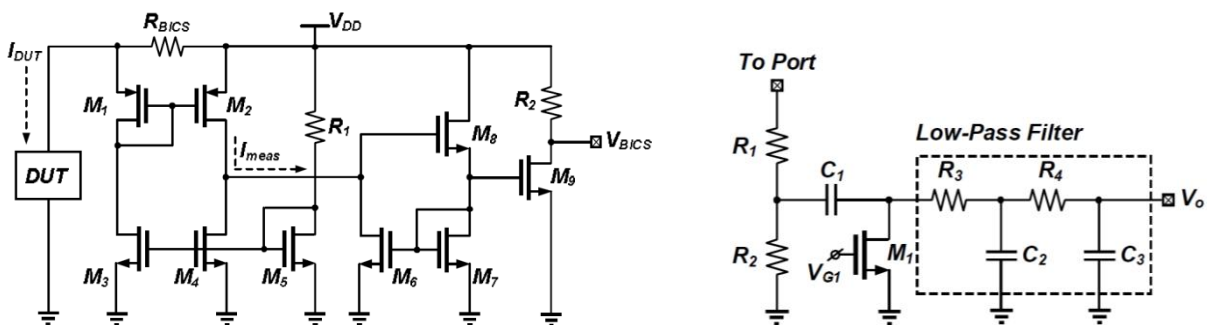 R_BICS
V_DD
I_DUT
M_1
M_2
R_1
I_meas
M_8
R_2
V_BICS
DUT
M_9
M_3
M_4
M_5
M_6
M_7
To Port
R_1
Low-Pass Filter
C_1
R_3
R_4
V_o
R_2
V_G1
M_1
C_2
C_3